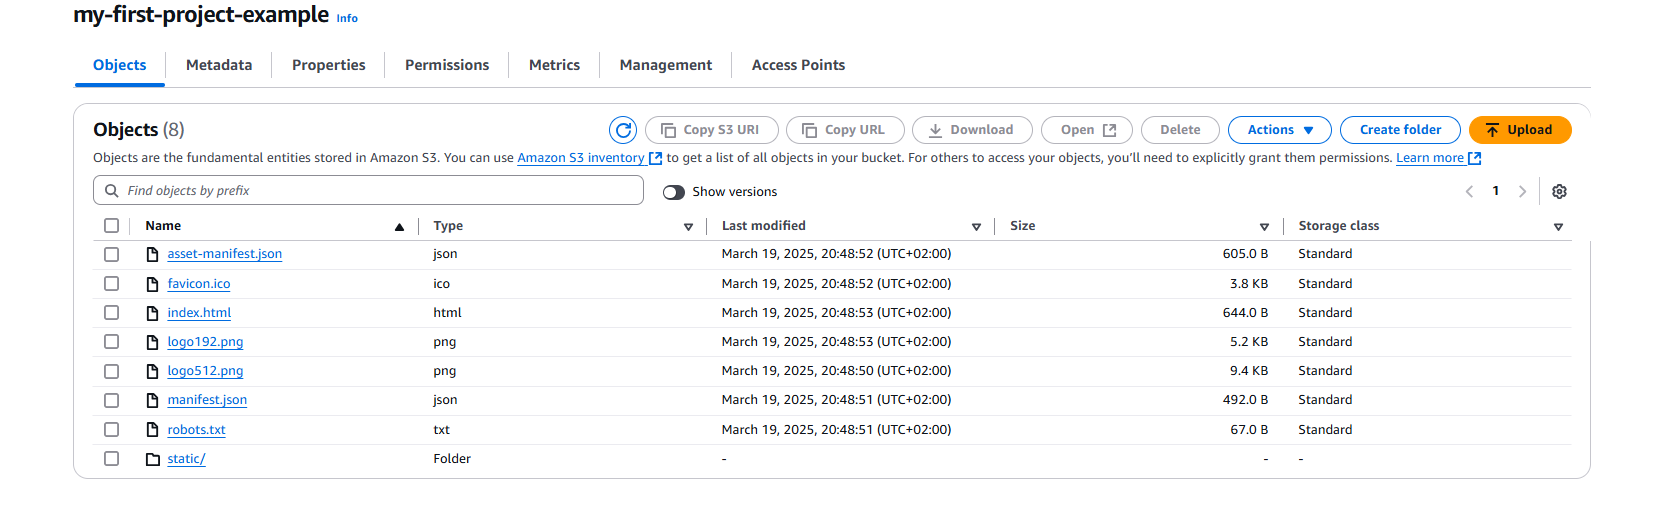 my-first-project-example Info
Objects Metadata Properties Permissions Metrics Management Access Points
Objects (8) Copy S3 URI Copy URL Download Open Delete Actions Create folder Upload
Objects are the fundamental entities stored in Amazon S3. You can use Amazon S3 inventory to get a list of all objects in your bucket. For others to access your objects, you'll need to explicitly grant them permissions. Learn more
Find objects by prefix Show versions 1
Name Type Last modified Size Storage class
asset-manifest.json json March 19, 2025, 20:48:52 (UTC+02:00) 605.0 B Standard
favicon.ico ico March 19, 2025, 20:48:52 (UTC+02:00) 3.8 KB Standard
index.html html March 19, 2025, 20:48:53 (UTC+02:00) 644.0 B Standard
logo192.png png March 19, 2025, 20:48:53 (UTC+02:00) 5.2 KB Standard
logo512.png png March 19, 2025, 20:48:50 (UTC+02:00) 9.4 KB Standard
manifest.json json March 19, 2025, 20:48:51 (UTC+02:00) 492.0 B Standard
robots.txt txt March 19, 2025, 20:48:51 (UTC+02:00) 67.0 B Standard
static/ Folder - - -